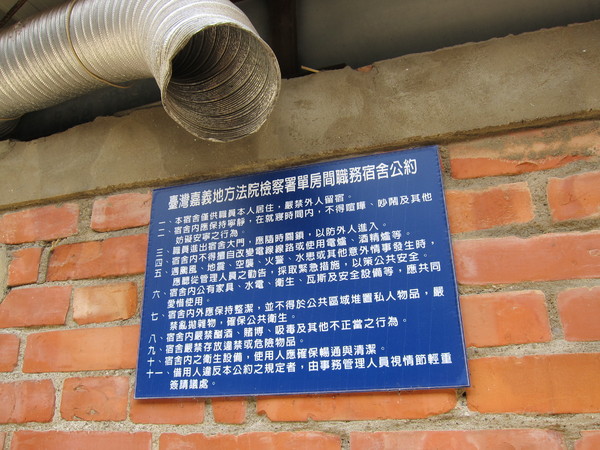 臺灣嘉義地方法院檢察署單房間職務宿舍公約
一、本宿舍僅供職員本人居住,嚴禁外人留宿。
二、宿舍內應保持寧靜,在就寢時間內,不得喧嘩、吵鬧及其他
妨礙安寧之行為。
三、職員進出宿舍大門,應隨時關鎖,以防外人進入。
四、宿舍內不得擅自改變電線線路或使用電爐、酒精爐等。
五、遇颱風、地震、空襲、火警、水患或其他意外情事發生時,
應聽從管理人員之勸告,採取緊急措施,以策公共安全。
六、宿舍內公有家具、水電、衛生、瓦斯及安全設備等,應共同
愛惜使用。
七、宿舍內外應保持整潔,並不得於公共區域堆置私人物品,嚴
禁亂拋雜物,確保公共衛生。
八、宿舍內嚴禁酗酒、賭博、吸毒及其他不正當之行為。
九、宿舍嚴禁存放違禁或危險物品。
十、宿舍內之衛生設備,使用人應確保暢通與清潔。
十一、借用人違反本公約之規定者,由事務管理人員視情節輕重
簽請議處。